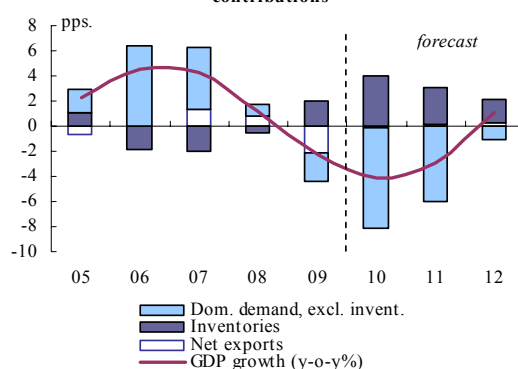 contributions
pps.
forecast
8
6
4
2
0
-2
-4
-6
-8
-10
05 06 07 08 09 10 11 12
Dom. demand, excl. invent.
Inventories
Net exports
GDP growth (y-o-y%)